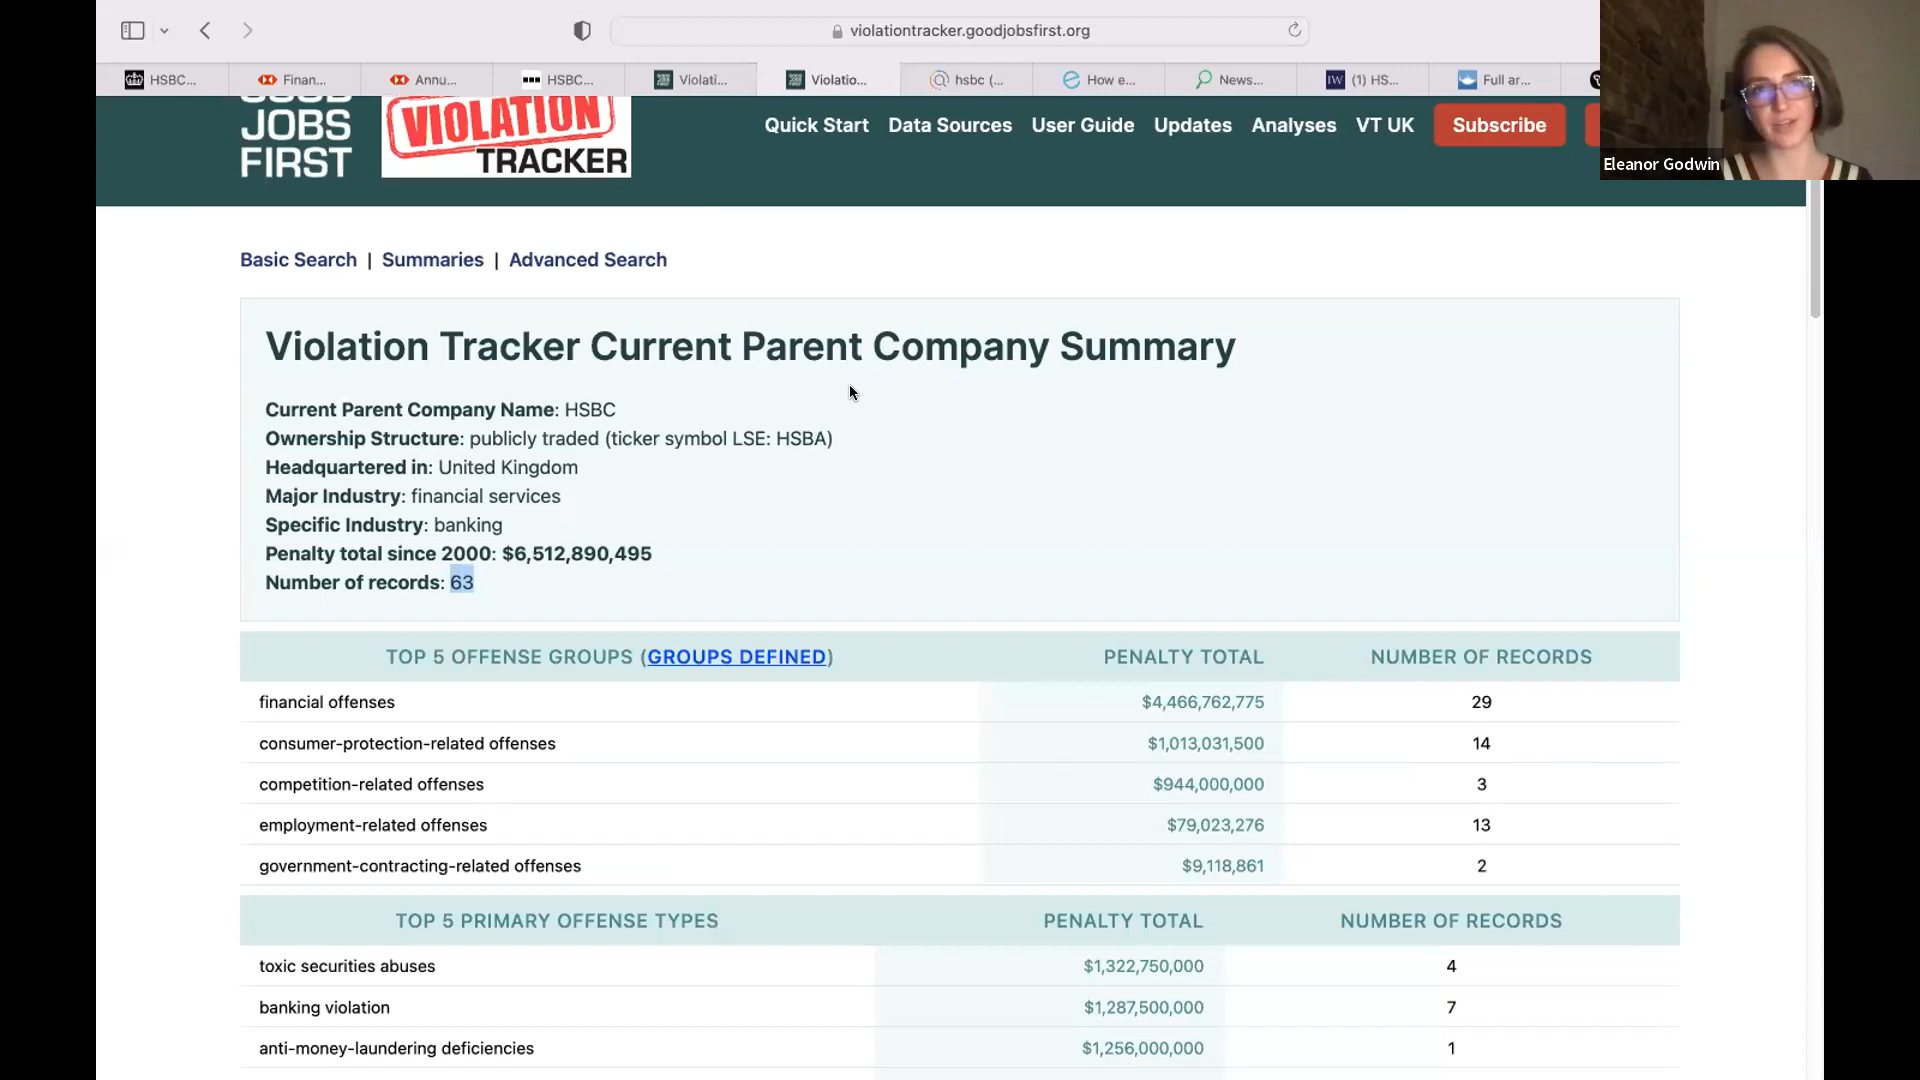 violationtracker.goodjobsfirst.org
HSBC...
Finan...
Annu...
HSBC...
Violati...
Violatio...
hsbc (...
How e...
News...
IW (1) HS...
Full ar...
GOOD
JOBS
FIRST
VIOLATION
TRACKER
Quick Start
Data Sources
User Guide
Updates
Analyses
VT UK
Subscribe
Eleanor Godwin
Basic Search | Summaries | Advanced Search
Violation Tracker Current Parent Company Summary
Current Parent Company Name: HSBC
Ownership Structure: publicly traded (ticker symbol LSE: HSBA)
Headquartered in: United Kingdom
Major Industry: financial services
Specific Industry: banking
Penalty total since 2000: $6,512,890,495
Number of records: 63
TOP 5 OFFENSE GROUPS (GROUPS DEFINED) PENALTY TOTAL NUMBER OF RECORDS
financial offenses $4,466,762,775 29
consumer-protection-related offenses $1,013,031,500 14
competition-related offenses $944,000,000 3
employment-related offenses $79,023,276 13
government-contracting-related offenses $9,118,861 2
TOP 5 PRIMARY OFFENSE TYPES PENALTY TOTAL NUMBER OF RECORDS
toxic securities abuses $1,322,750,000 4
banking violation $1,287,500,000 7
anti-money-laundering deficiencies $1,256,000,000 1